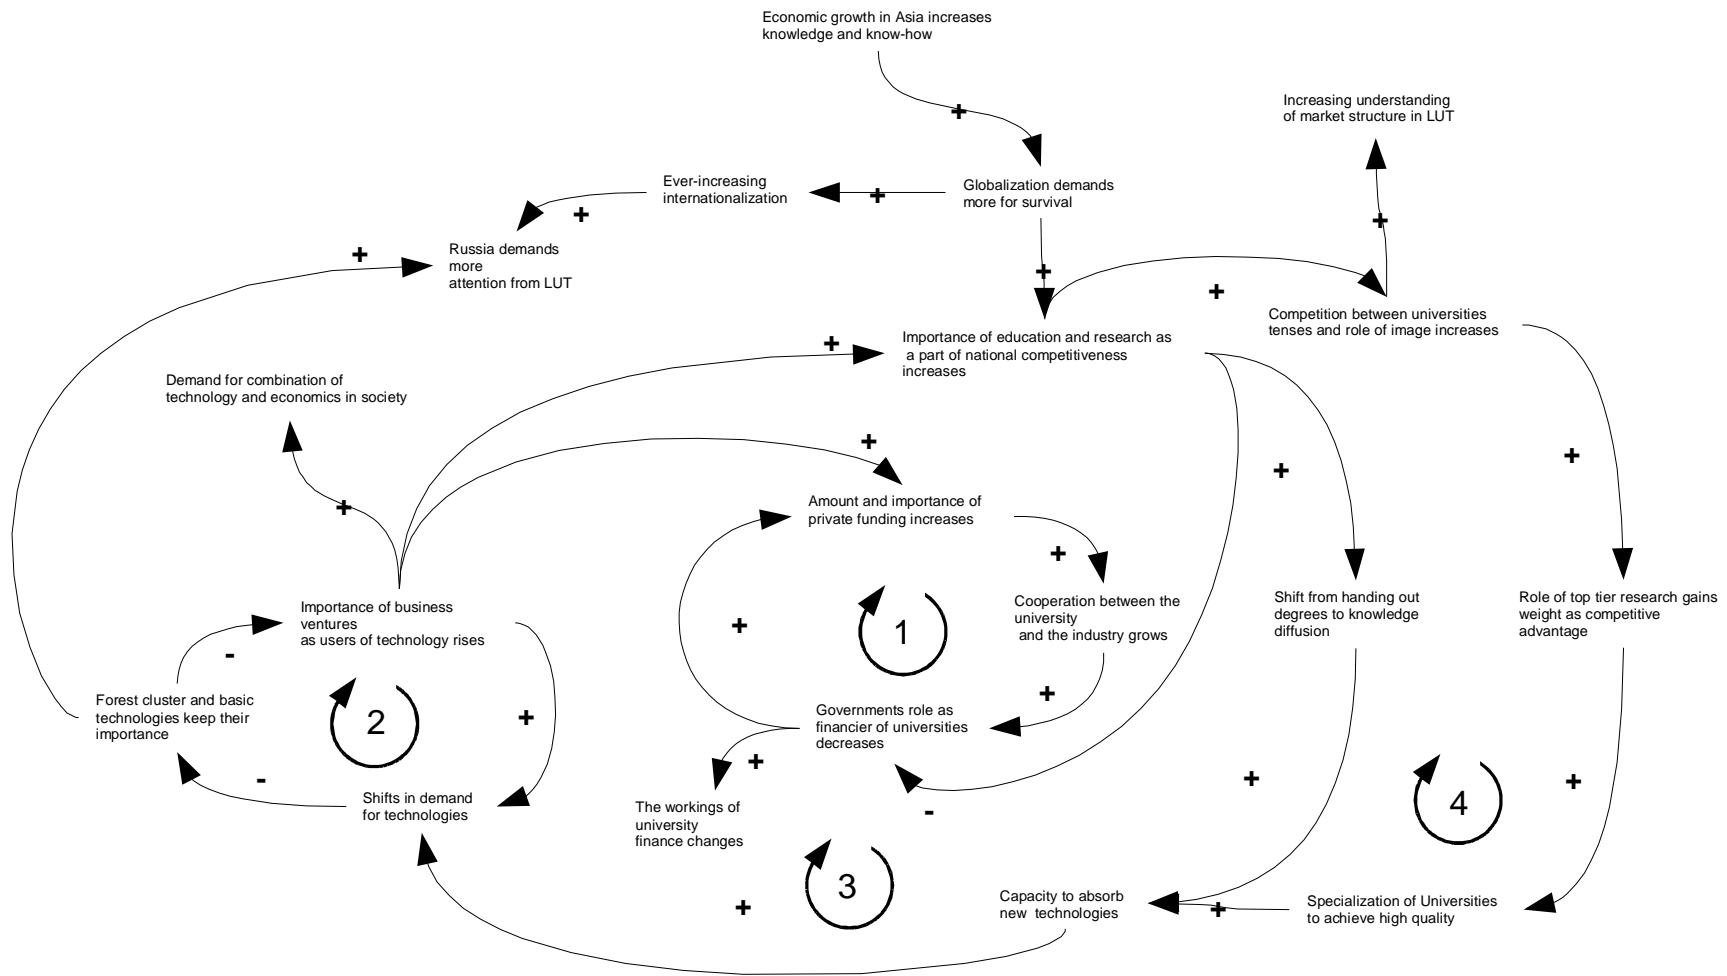 Economic growth in Asia increases
knowledge and know-how
+
Increasing understanding
of market structure in LUT
+
Ever-increasing
internationalization
+
Globalization demands
more for survival
+
Russia demands
more
attention from LUT
+
+
+
Competition between universities
tenses and role of image increases
Importance of education and research as
a part of national competitiveness
increases
+
Demand for combination of
technology and economics in society
+
+
+
+
+
Amount and importance of
private funding increases
+
Importance of business
ventures
as users of technology rises
Cooperation between the
university
and the industry grows
Shift from handing out
degrees to knowledge
diffusion
Role of top tier research gains
weight as competitive
advantage
1
+
-
+
Forest cluster and basic
technologies keep their
importance
2
+
Governments role as
financier of universities
decreases
+
-
Shifts in demand
for technologies
The workings of
university
finance changes
-
+
+
4
3
+
Capacity to absorb
new technologies
+
Specialization of Universities
to achieve high quality